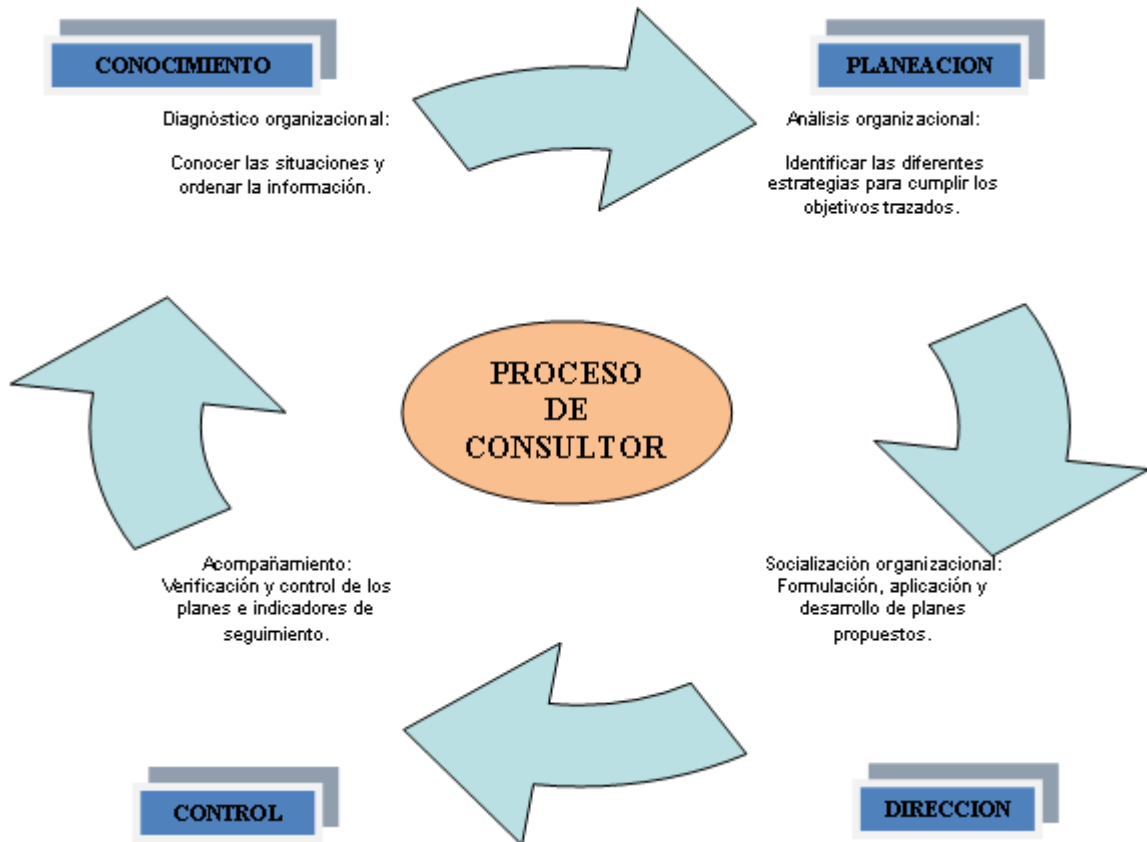 CONOCIMIENTO
Diagnóstico organizacional:
Conocer las situaciones y
ordenar la información.
PLANEACION
Análisis organizacional:
Identificar las diferentes
estrategias para cumplir los
objetivos trazados.
PROCESO
DE
CONSULTOR
Acompañamiento:
Verificación y control de los
planes e indicadores de
seguimiento.
Socialización organizacional:
Formulación, aplicación y
desarrollo de planes
propuestos.
CONTROL
DIRECCION